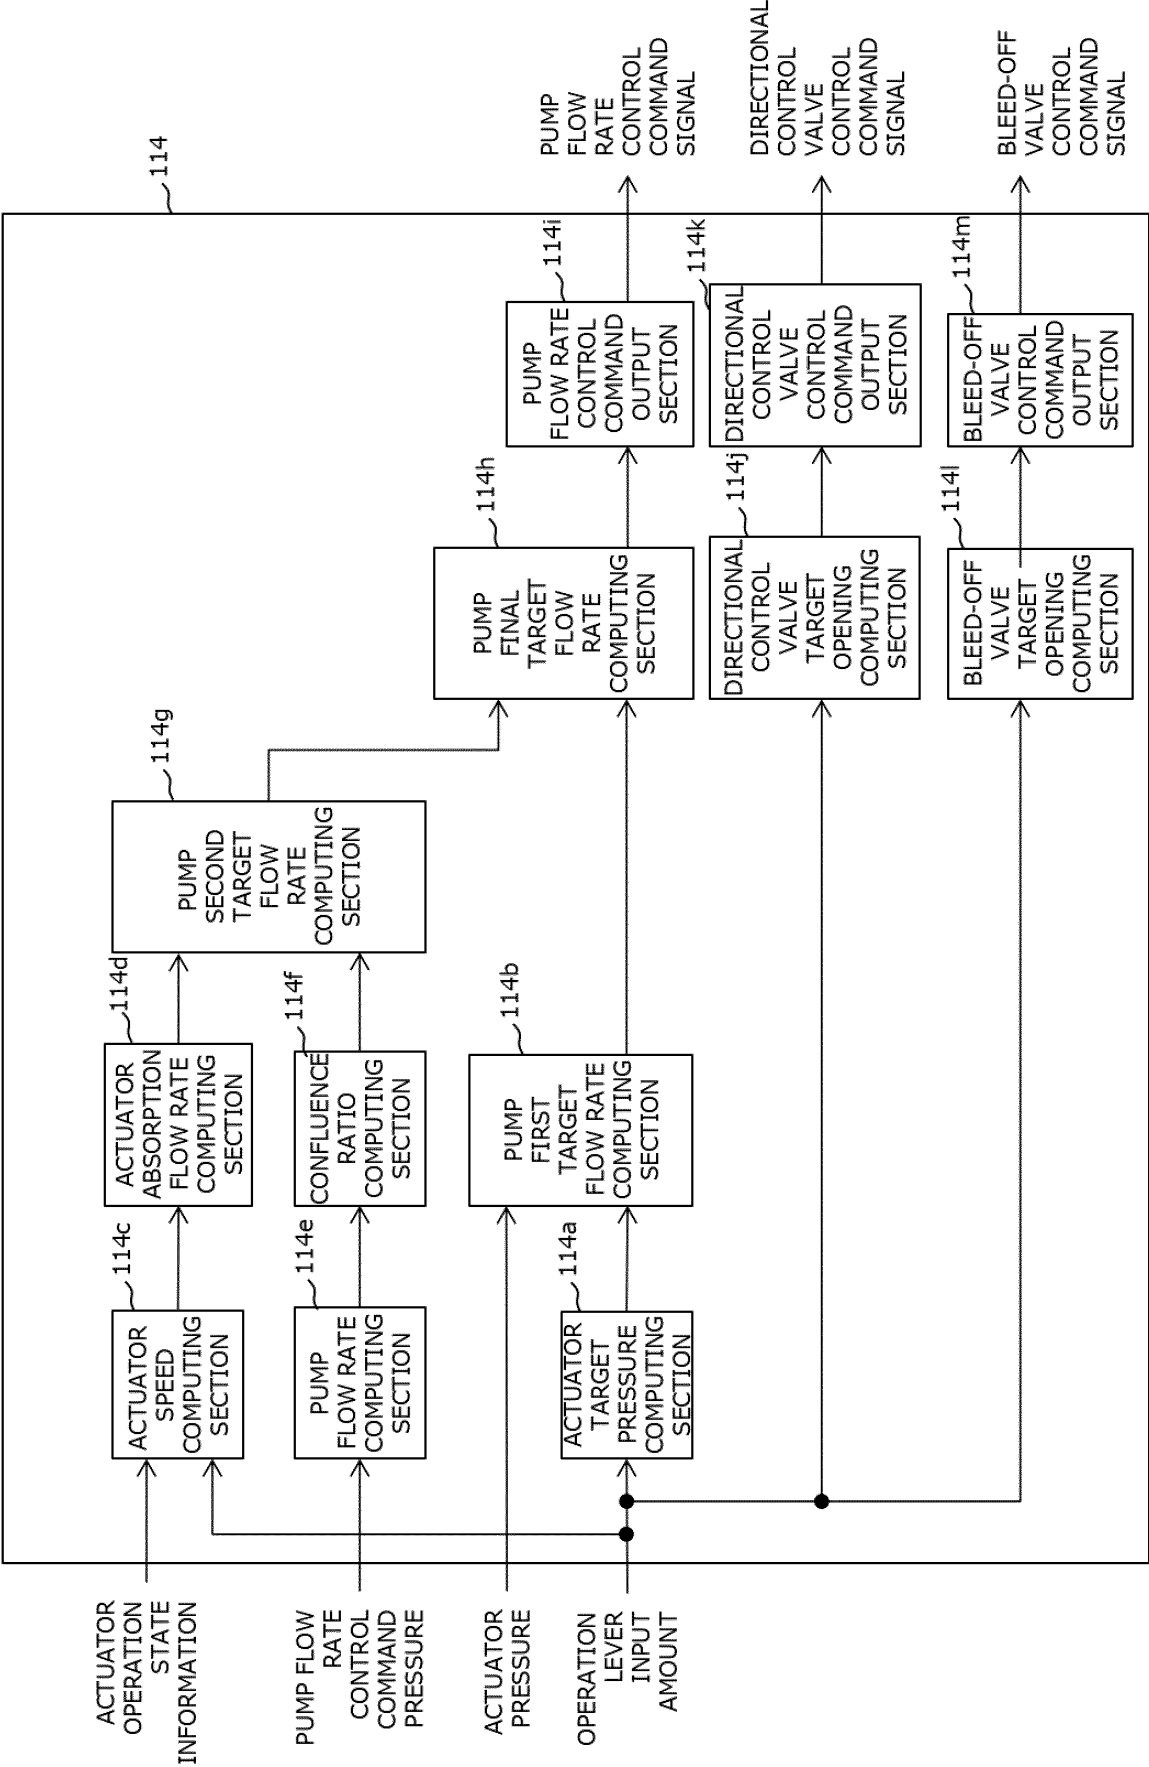 114
ACTUATOR
OPERATION
STATE
INFORMATION
114c
ACTUATOR
SPEED
COMPUTING
SECTION
114d
ACTUATOR
ABSORPTION
FLOW RATE
COMPUTING
SECTION
114g
PUMP
SECOND
TARGET
FLOW
RATE
COMPUTING
SECTION
PUMP FLOW
RATE
CONTROL
COMMAND
PRESSURE
114e
PUMP
FLOW RATE
COMPUTING
SECTION
114f
CONFLUENCE
RATIO
COMPUTING
SECTION
ACTUATOR
PRESSURE
114b
PUMP
FIRST
TARGET
FLOW RATE
COMPUTING
SECTION
114h
PUMP
FINAL
TARGET
FLOW
RATE
COMPUTING
SECTION
114i
PUMP
FLOW RATE
CONTROL
COMMAND
OUTPUT
SECTION
PUMP
FLOW
RATE
CONTROL
COMMAND
SIGNAL
OPERATION
LEVER
INPUT
AMOUNT
114a
ACTUATOR
TARGET
PRESSURE
COMPUTING
SECTION
114j
DIRECTIONAL
CONTROL
VALVE
TARGET
OPENING
COMPUTING
SECTION
114k
DIRECTIONAL
CONTROL
VALVE
CONTROL
COMMAND
OUTPUT
SECTION
DIRECTIONAL
CONTROL
VALVE
CONTROL
COMMAND
SIGNAL
114l
BLEED-OFF
VALVE
TARGET
OPENING
COMPUTING
SECTION
114m
BLEED-OFF
VALVE
CONTROL
COMMAND
OUTPUT
SECTION
BLEED-OFF
VALVE
CONTROL
COMMAND
SIGNAL